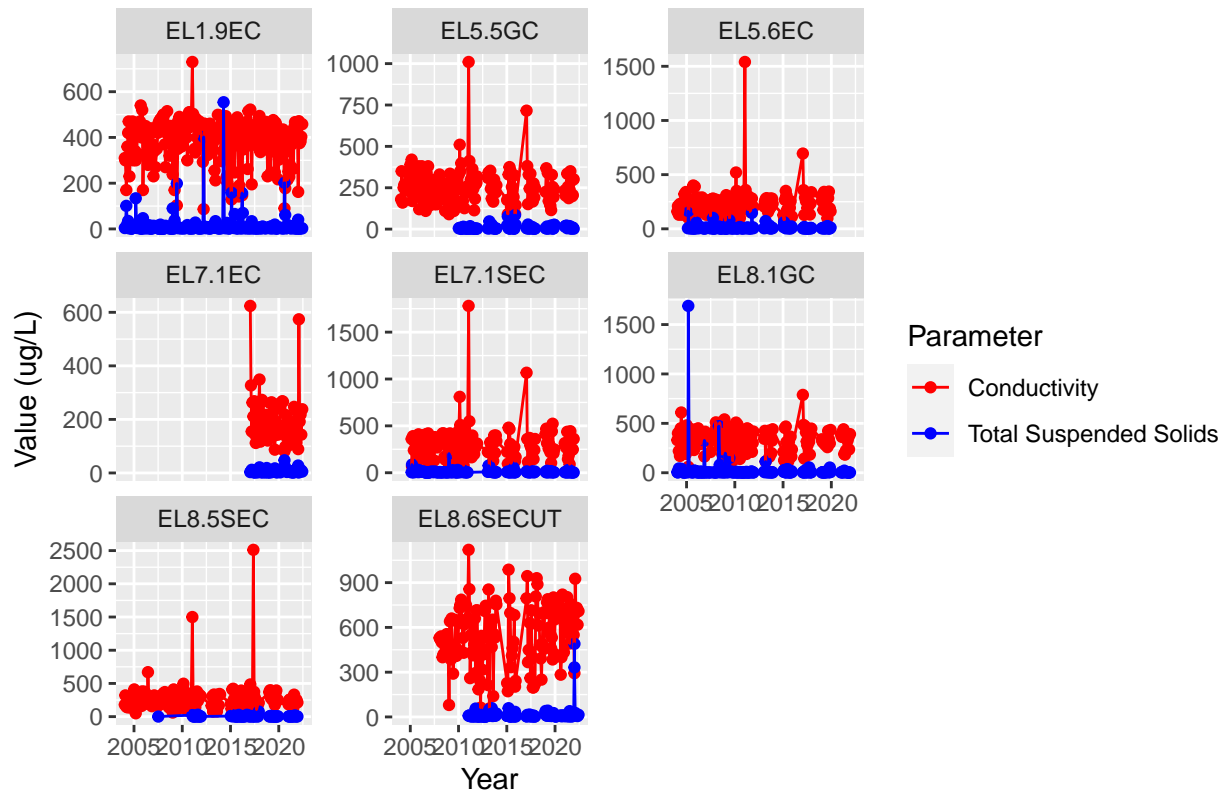 EL1.9EC EL5.5GC EL5.6EC
600 400 200 0
1000 750 500 250 0
1500 1000 500 0
EL7.1EC EL7.1SEC EL8.1GC
600 400 200 0
1500 1000 500 0
1500 1000 500 0
2005 2010 2015 2020
EL8.5SEC EL8.6SECUT
2500 2000 1500 1000 500 0
900 600 300 0
2005 2010 2015 2020 2005 2010 2015 2020
Year
Value (ug/L)
Parameter
Conductivity
Total Suspended Solids